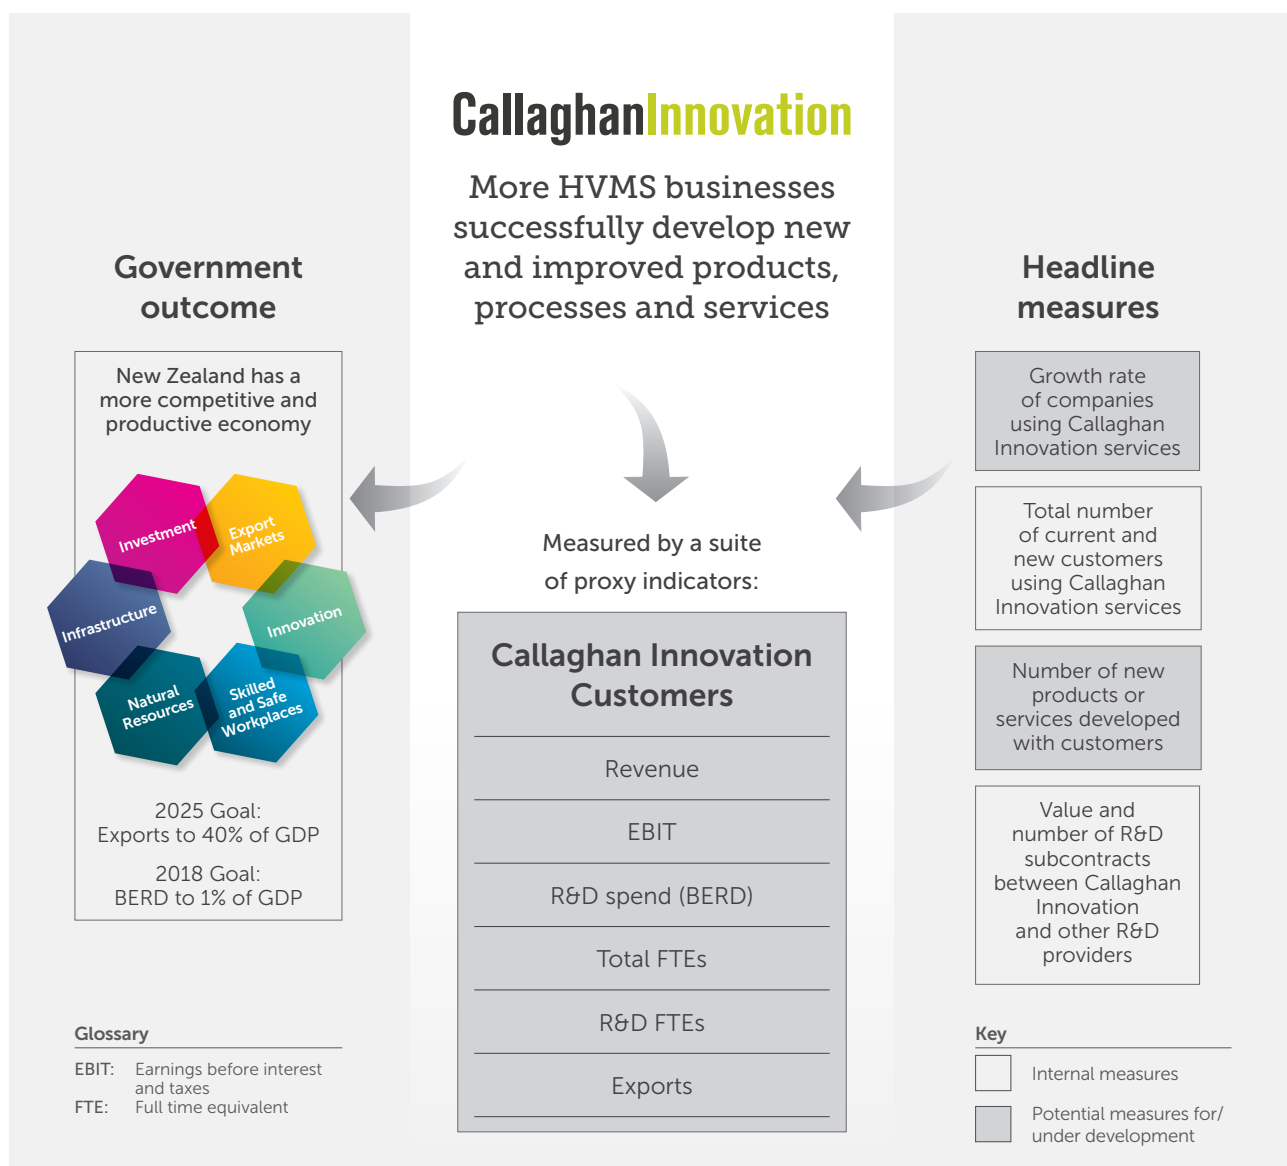 CallaghanInnovation
More HVMS businesses
successfully develop new
and improved products,
processes and services
Government
outcome
New Zealand has a
more competitive and
productive economy
Investment
Export
Markets
Infrastructure
Innovation
Natural
Resources
Skilled
and Safe
Workplaces
2025 Goal:
Exports to 40% of GDP
2018 Goal:
BERD to 1% of GDP
Glossary
EBIT: Earnings before interest
and taxes
FTE: Full time equivalent
Measured by a suite
of proxy indicators:
Callaghan Innovation
Customers
Revenue
EBIT
R&D spend (BERD)
Total FTEs
R&D FTEs
Exports
Headline
measures
Growth rate
of companies
using Callaghan
Innovation services
Total number
of current and
new customers
using Callaghan
Innovation services
Number of new
products or
services developed
with customers
Value and
number of R&D
subcontracts
between Callaghan
Innovation
and other R&D
providers
Key
Internal measures
Potential measures for/
under development